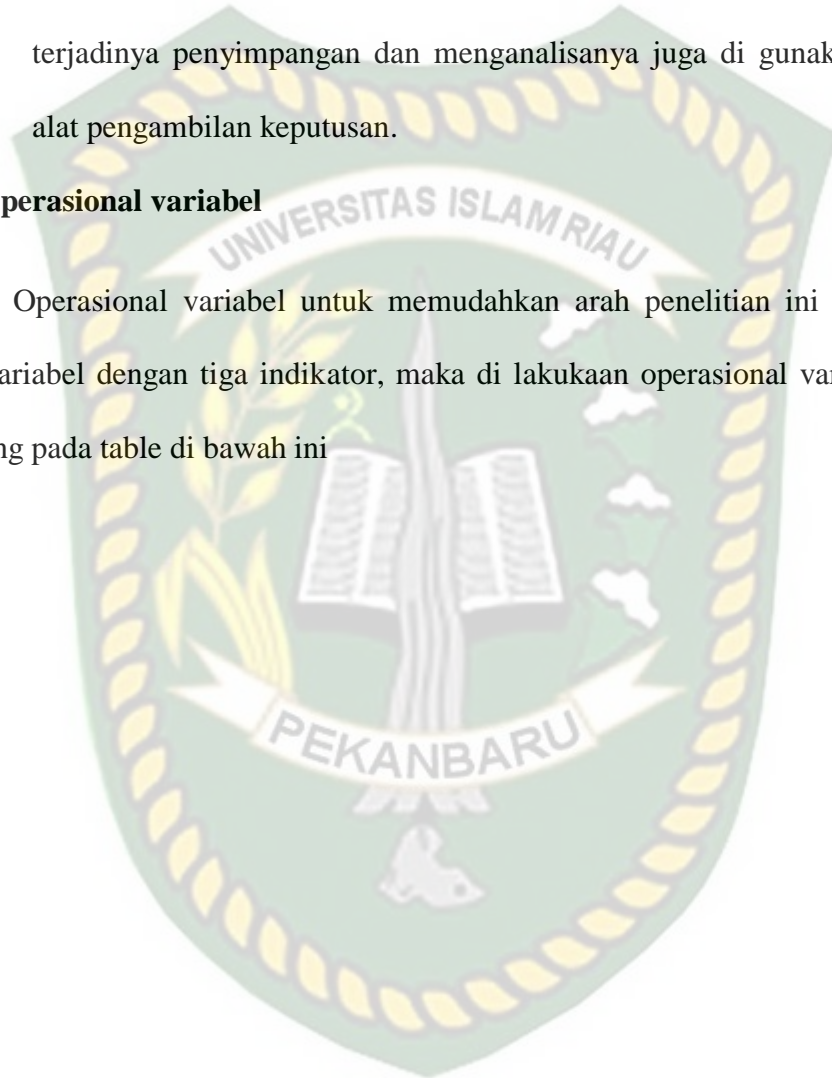 terjadinya penyimpangan dan menganalisanya juga di gunak
alat pengambilan keputusan.
perasional variabel
UNIVERSITAS ISLAM RIAU
Operasional variabel untuk memudahkan arah penelitian ini
ariabel dengan tiga indikator, maka di lakukaan operasional var
ng pada table di bawah ini
PEKANBARU